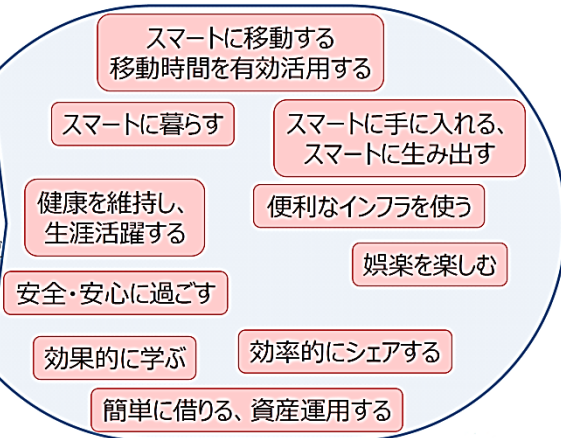 スマートに移動する
移動時間を有効活用する
スマートに暮らす
スマートに手に入れる、
スマートに生み出す
健康を維持し、
生涯活躍する
便利なインフラを使う
娯楽を楽しむ
安全・安心に過ごす
効果的に学ぶ
効率的にシェアする
簡単に借りる、資産運用する